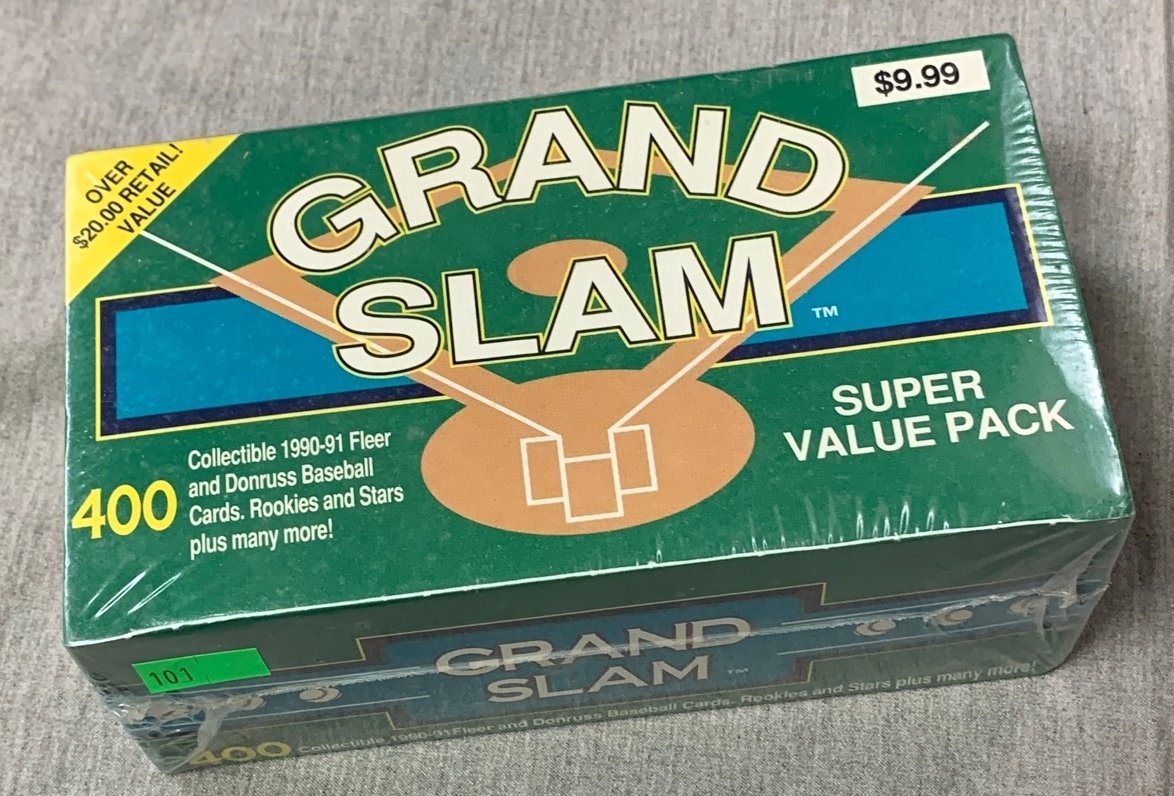 OVER
$20.00 RETAIL!
VALUE
$9.99
GRAND
SLAM
TM
SUPER
VALUE PACK
400
Collectible 1990-91 Fleer
and Donruss Baseball
Cards. Rookies and Stars
plus many more!
101
GRAND
SLAM
TM
400 Collectible 1990-91 Fleer and Donruss Baseball Cards. Rookies and Stars plus many more!